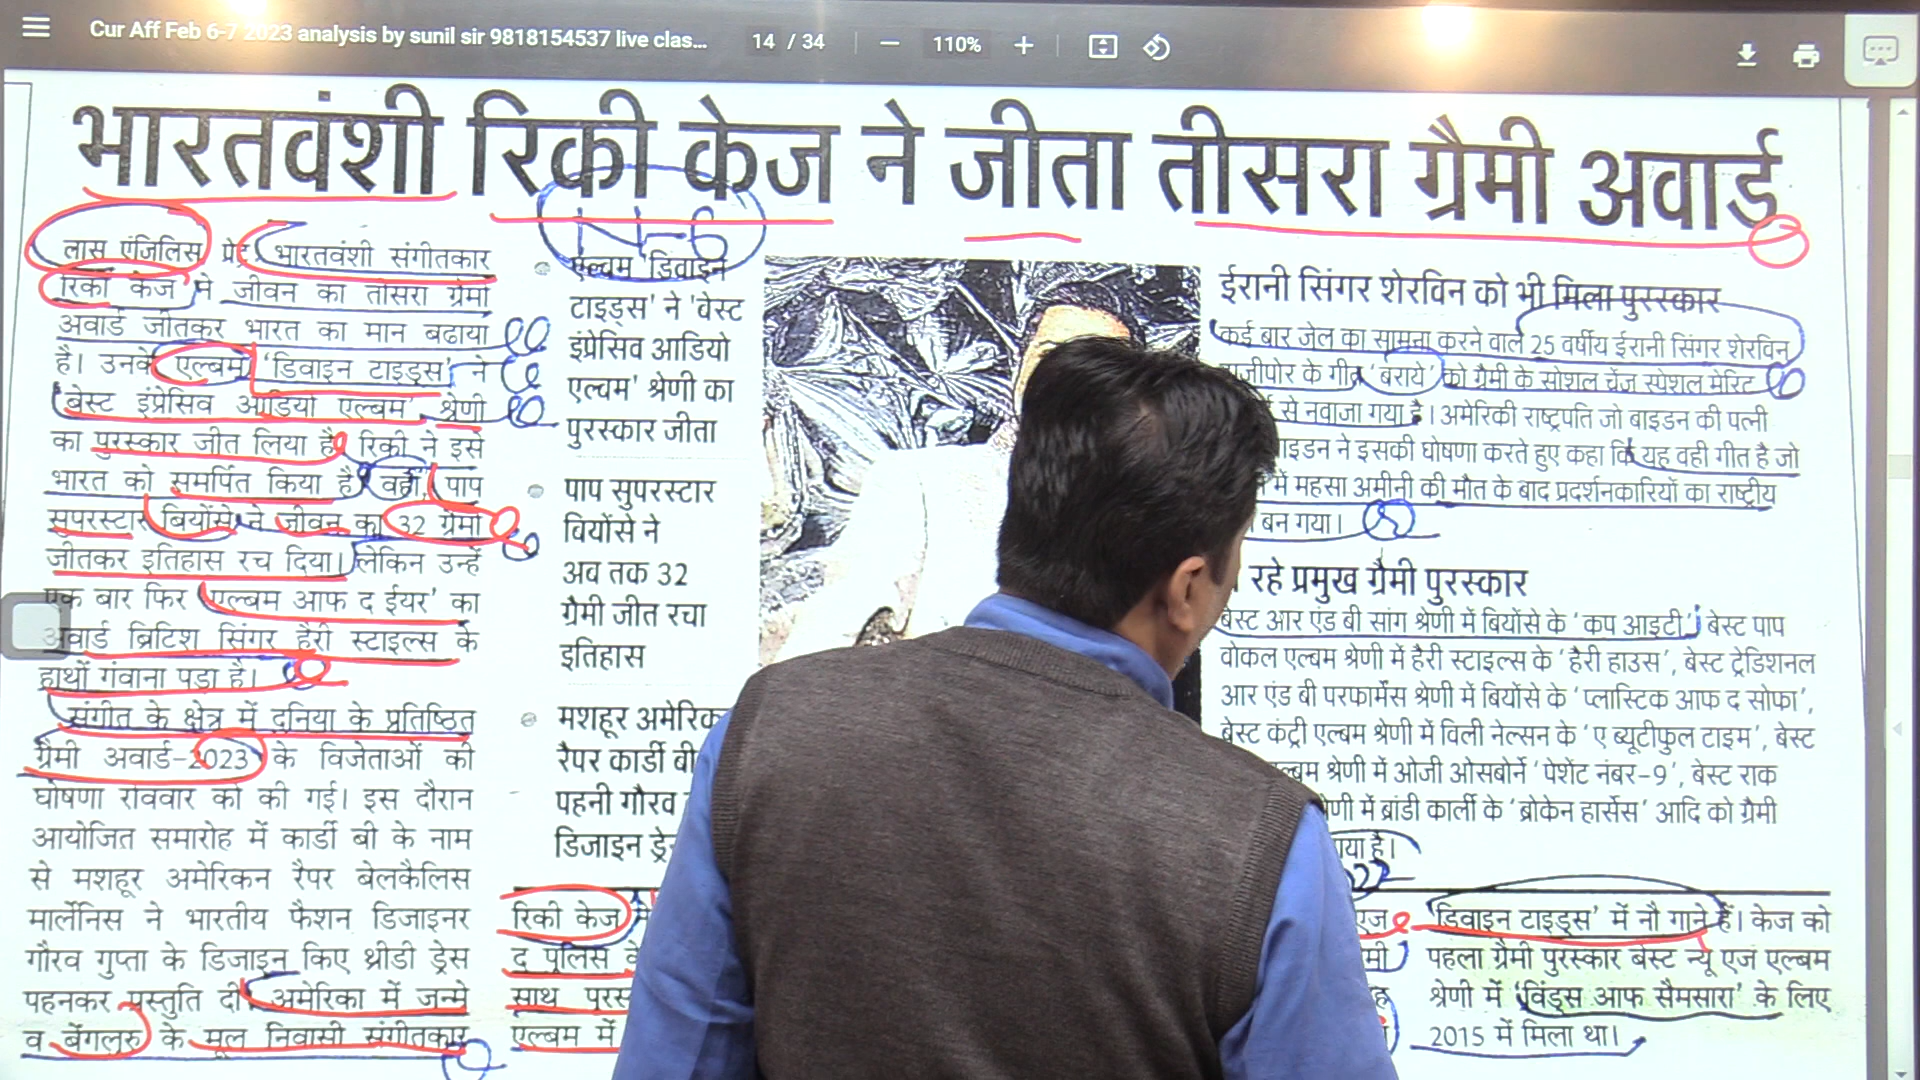 Cur Aff Feb 6-7 2023 analysis by sunil sir 9818154537 live clas...
14 / 34
110%
भारतवंशी रिकी केज ने जीता तीसरा ग्रैमी अवार्ड
N-6
लास एंजिलिस प्रेट्र भारतवंशी संगीतकार
रिकी केज ने जीवन का तीसरा ग्रैमी
अवार्ड जीतकर भारत का मान बढाया
है। उनके एल्बम 'डिवाइन टाइड्स' ने
'बेस्ट इंप्रेसिव आडियो एल्बम' श्रेणी
का पुरस्कार जीत लिया है रिकी ने इसे
भारत को समर्पित किया है वहीं, पाप
सुपरस्टार बियोंसे ने जीवन का 32 ग्रैमी
जीतकर इतिहास रच दिया। लेकिन उन्हें
एक बार फिर एल्बम आफ द ईयर' का
अवार्ड ब्रिटिश सिंगर हैरी स्टाइल्स के
हाथों गंवाना पड़ा है।
संगीत के क्षेत्र में दुनिया के प्रतिष्ठित
ग्रैमी अवार्ड-2023 के विजेताओं की
घोषणा रविवार को की गई। इस दौरान
आयोजित समारोह में कार्डी बी के नाम
से मशहूर अमेरिकन रैपर बेलकैलिस
मार्लेनिस ने भारतीय फैशन डिजाइनर
गौरव गुप्ता के डिजाइन किए थ्रीडी ड्रेस
पहनकर प्रस्तुति दी। अमेरिका में जन्मे
व बेंगलुरु के मूल निवासी संगीतकार
एल्बम 'डिवाइन
टाइड्स' ने 'बेस्ट
इंप्रेसिव आडियो
एल्बम' श्रेणी का
पुरस्कार जीता
पाप सुपरस्टार
बियोंसे ने
अब तक 32
ग्रैमी जीत रचा
इतिहास
मशहूर अमेरिक
रैपर कार्डी बी
पहनी गौरव
डिजाइन ड्रे
रिकी केज ने
द पुलिस के
साथ पुरस
एल्बम में
ईरानी सिंगर शेरविन को भी मिला पुरस्कार
कई बार जेल का सामना करने वाले 25 वर्षीय ईरानी सिंगर शेरविन
जीपोर के गीत 'बराये' को ग्रैमी के सोशल चेंज स्पेशल मेरिट
से नवाजा गया है। अमेरिकी राष्ट्रपति जो बाइडन की पत्नी
इडन ने इसकी घोषणा करते हुए कहा कि यह वही गीत है जो
में महसा अमीनी की मौत के बाद प्रदर्शनकारियों का राष्ट्रीय
बन गया।
रहे प्रमुख ग्रैमी पुरस्कार
बेस्ट आर एंड बी सांग श्रेणी में बियोंसे के 'कप आइटी', बेस्ट पाप
वोकल एल्बम श्रेणी में हैरी स्टाइल्स के 'हैरी हाउस', बेस्ट ट्रेडिशनल
आर एंड बी परफार्मेंस श्रेणी में बियोंसे के 'प्लास्टिक आफ द सोफा',
बेस्ट कंट्री एल्बम श्रेणी में विली नेल्सन के 'ए ब्यूटीफुल टाइम', बेस्ट
ल्बम श्रेणी में ओजी ओसबोर्ने 'पेशेंट नंबर-9', बेस्ट राक
णी में ब्रांडी कार्ली के 'ब्रोकेन हार्सेस' आदि को ग्रैमी
गया है।
एज
'डिवाइन टाइड्स' में नौ गाने हैं। केज को
पहला ग्रैमी पुरस्कार बेस्ट न्यू एज एल्बम
श्रेणी में 'विंड्स आफ सैमसारा' के लिए
2015 में मिला था।